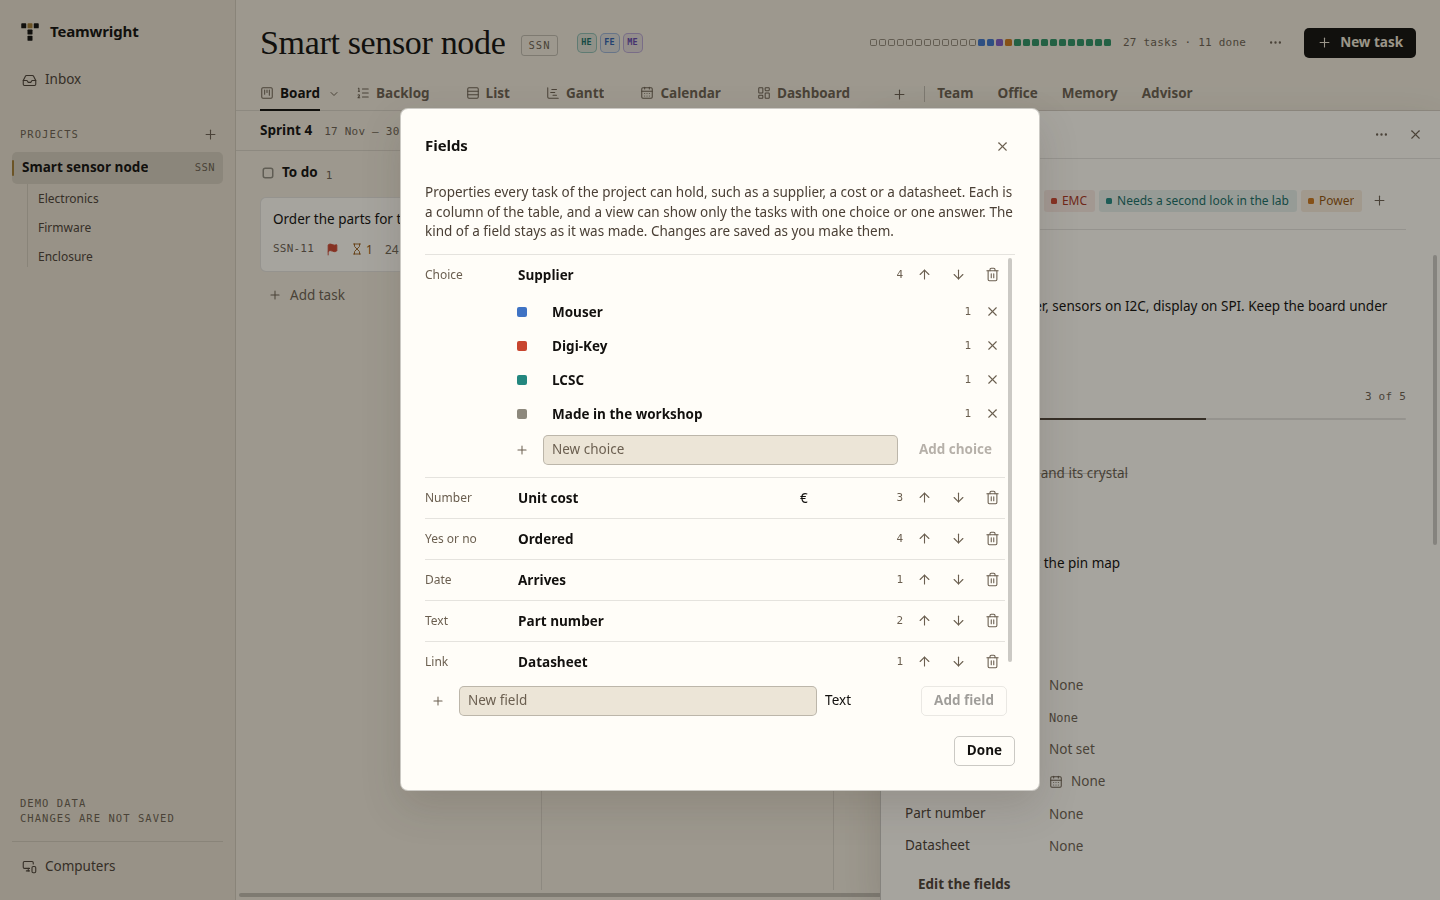 Teamwright
Inbox
PROJECTS
Smart sensor node SSN
Electronics
Firmware
Enclosure
DEMO DATA
CHANGES ARE NOT SAVED
Computers
Smart sensor node SSN HE FE ME
27 tasks · 11 done
New task
Board Backlog List Gantt Calendar Dashboard Team Office Memory Advisor
Sprint 4 17 Nov – 30
To do 1
Order the parts for t
SSN-11 1 24
Add task
Fields
Properties every task of the project can hold, such as a supplier, a cost or a datasheet. Each is
a column of the table, and a view can show only the tasks with one choice or one answer. The
kind of a field stays as it was made. Changes are saved as you make them.
Choice Supplier 4
Mouser 1
Digi-Key 1
LCSC 1
Made in the workshop 1
New choice Add choice
Number Unit cost € 3
Yes or no Ordered 4
Date Arrives 1
Text Part number 2
Link Datasheet 1
New field Text Add field
Done
EMC Needs a second look in the lab Power
er, sensors on I2C, display on SPI. Keep the board under
3 of 5
and its crystal
the pin map
None
None
Not set
None
Part number None
Datasheet None
Edit the fields